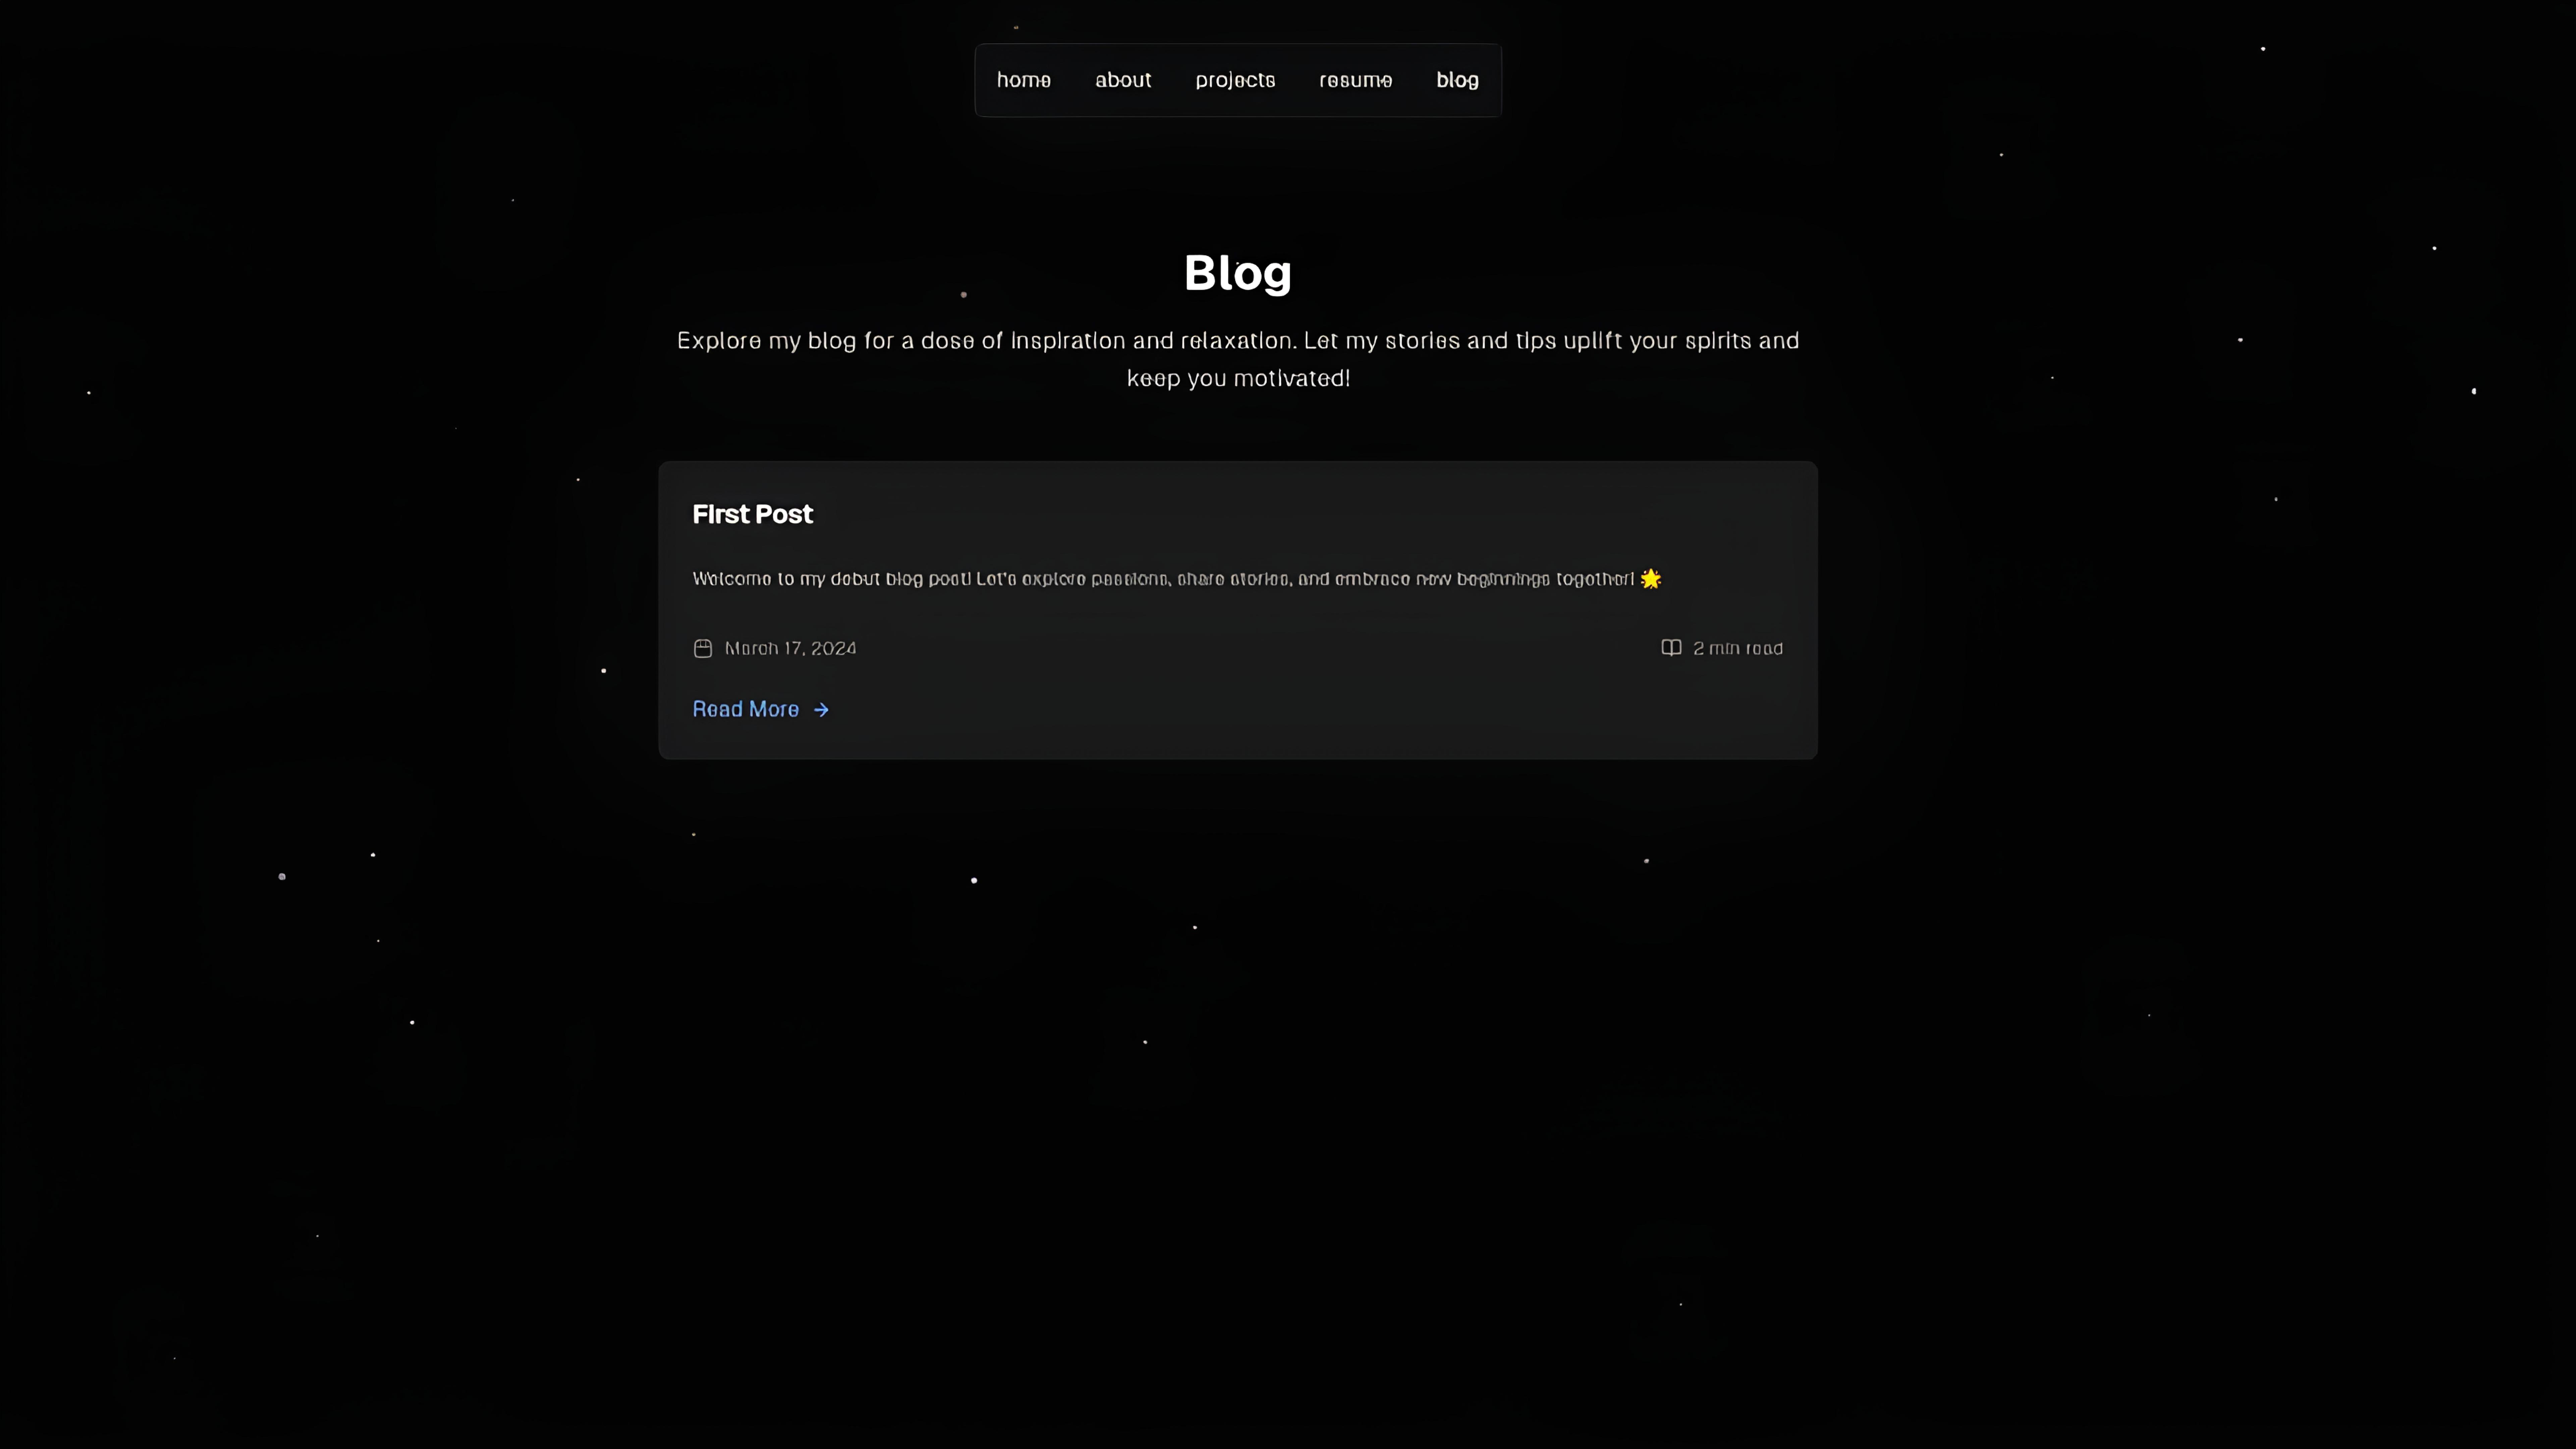 home about projects resume blog
Blog
Explore my blog for a dose of inspiration and relaxation. Let my stories and tips uplift your spirits and
keep you motivated!
First Post
Welcome to my debut blog post! Let's explore passions, share stories, and embrace new beginnings together! 🌟
March 17, 2024
2 min read
Read More →